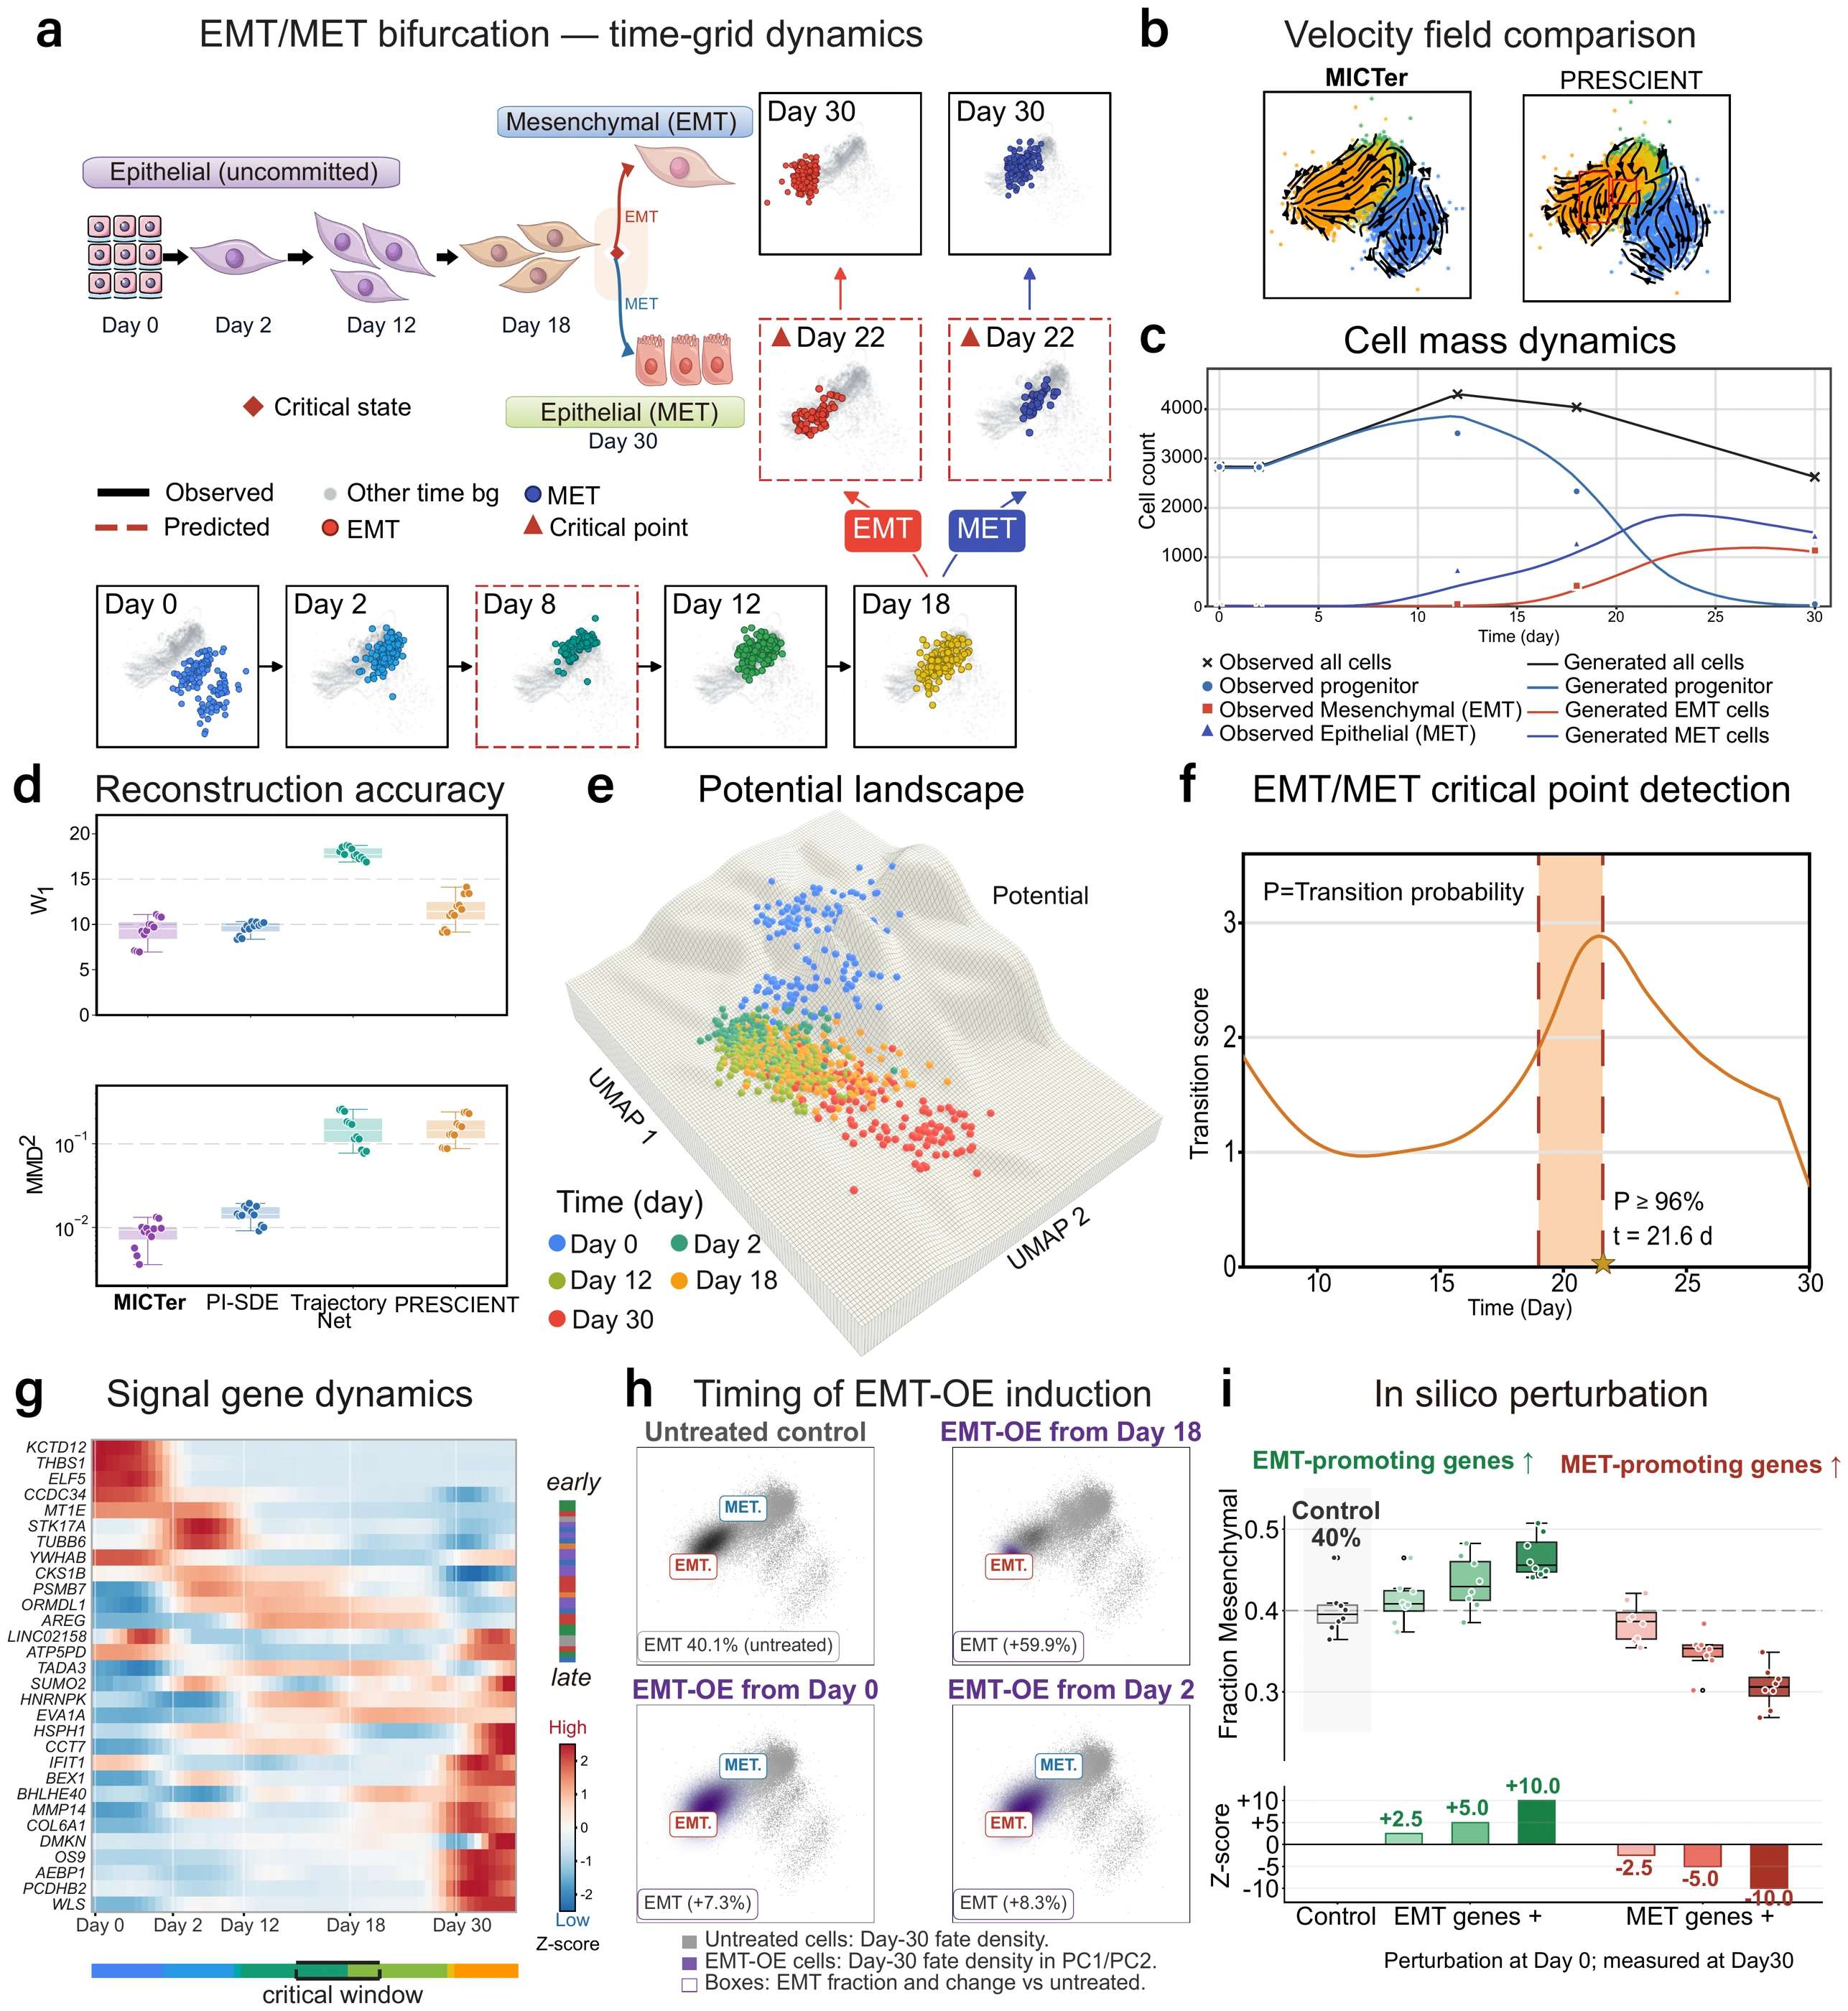 a
EMT/MET bifurcation — time-grid dynamics
Epithelial (uncommitted)
Mesenchymal (EMT)
EMT
MET
Day 0
Day 2
Day 12
Day 18
Epithelial (MET)
Day 30
Critical state
Observed
Other time bg
MET
Predicted
EMT
Critical point
Day 30
Day 30
Day 22
Day 22
EMT
MET
Day 0
Day 2
Day 8
Day 12
Day 18
b
Velocity field comparison
MICTer
PRESCIENT
c
Cell mass dynamics
Cell count
4000
3000
2000
1000
0
0
5
10
15
20
25
30
Time (day)
Observed all cells
Generated all cells
Observed progenitor
Generated progenitor
Observed Mesenchymal (EMT)
Generated EMT cells
Observed Epithelial (MET)
Generated MET cells
d
Reconstruction accuracy
W1
20
15
10
5
0
MMD2
10-1
10-2
MICTer
PI-SDE
Trajectory
Net
PRESCIENT
e
Potential landscape
Potential
UMAP 1
UMAP 2
Time (day)
Day 0
Day 2
Day 12
Day 18
Day 30
f
EMT/MET critical point detection
P=Transition probability
Transition score
3
2
1
0
P ≥ 96%
t = 21.6 d
10
15
20
25
30
Time (Day)
g
Signal gene dynamics
KCTD12
THBS1
ELF5
CCDC34
MT1E
STK17A
TUBB6
YWHAB
CKS1B
PSMB7
ORMDL1
AREG
LINC02158
ATP5PD
TADA3
SUMO2
HNRNPK
EVA1A
HSPH1
CCT7
IFIT1
BEX1
BHLHE40
MMP14
COL6A1
DMKN
OS9
AEBP1
PCDHB2
WLS
Day 0
Day 2
Day 12
Day 18
Day 30
critical window
early
late
High
2
1
0
-1
-2
Low
Z-score
h
Timing of EMT-OE induction
Untreated control
MET.
EMT.
EMT 40.1% (untreated)
EMT-OE from Day 18
EMT.
EMT (+59.9%)
EMT-OE from Day 0
MET.
EMT.
EMT (+7.3%)
EMT-OE from Day 2
MET.
EMT.
EMT (+8.3%)
Untreated cells: Day-30 fate density.
EMT-OE cells: Day-30 fate density in PC1/PC2.
Boxes: EMT fraction and change vs untreated.
i
In silico perturbation
EMT-promoting genes ↑
MET-promoting genes ↑
Fraction Mesenchymal
0.5
0.4
0.3
Control
40%
Z-score
+10
+5
0
-5
-10
+2.5
+5.0
+10.0
-2.5
-5.0
-10.0
Control
EMT genes +
MET genes +
Perturbation at Day 0; measured at Day30